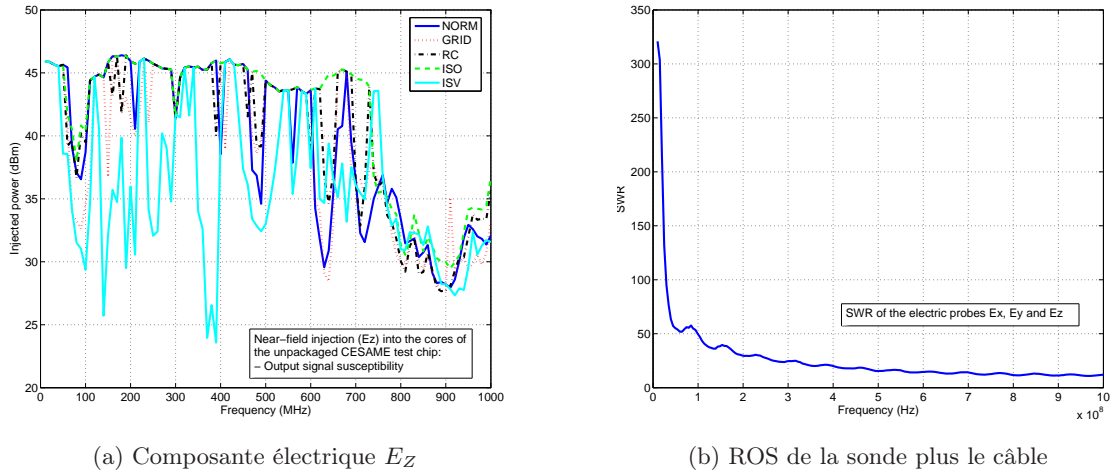 50
45
40
35
30
25
20
0 100 200 300 400 500 600 700 800 900 1000
Injected power (dBm)
Frequency (MHz)
NORM
GRID
RC
ISO
ISV
Near−field injection (Ez) into the cores of
the unpackaged CESAME test chip:
− Output signal susceptibility
(a) Composante électrique E_Z
350
300
250
200
150
100
50
0
0 1 2 3 4 5 6 7 8 9 10
x 10^8
SWR
Frequency (Hz)
SWR of the electric probes Ex, Ey and Ez
(b) ROS de la sonde plus le câble